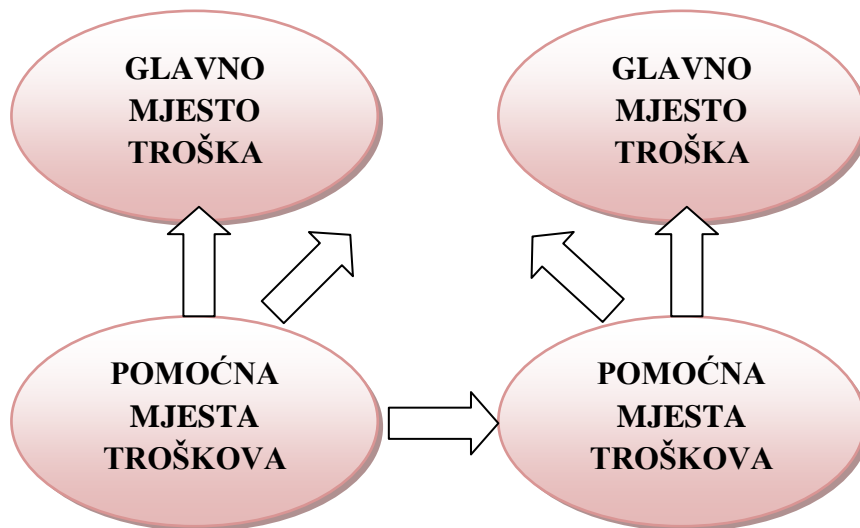 GLAVNO
MJESTO
TROŠKA
GLAVNO
MJESTO
TROŠKA
POMOĆNA
MJESTA
TROŠKOVA
POMOĆNA
MJESTA
TROŠKOVA